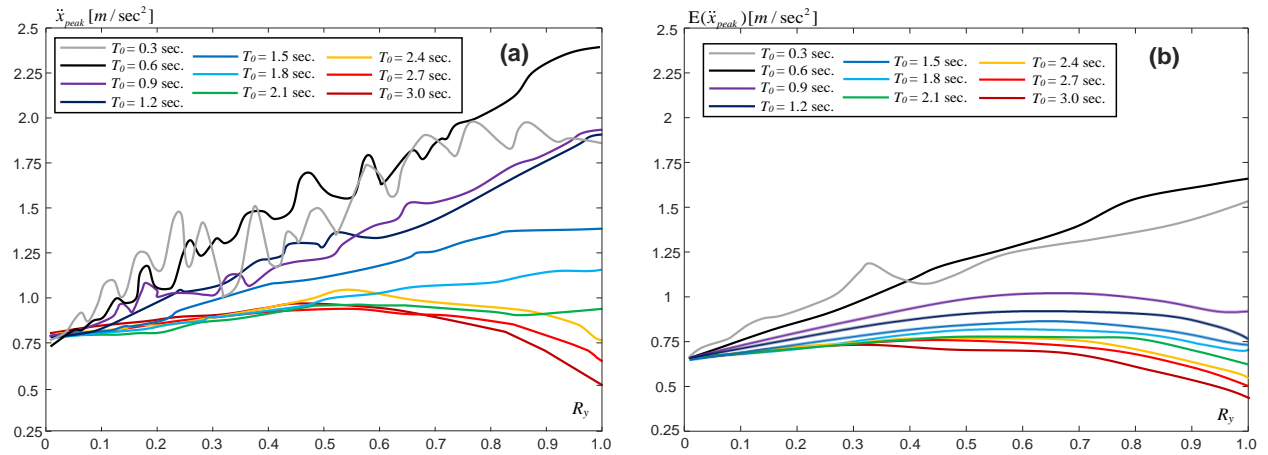 ẍ_peak [m/sec²]
2.5
2.25
2.0
1.75
1.5
1.25
1.0
0.75
0.5
0.25
T₀ = 0.3 sec.
T₀ = 0.6 sec.
T₀ = 0.9 sec.
T₀ = 1.2 sec.
T₀ = 1.5 sec.
T₀ = 1.8 sec.
T₀ = 2.1 sec.
T₀ = 2.4 sec.
T₀ = 2.7 sec.
T₀ = 3.0 sec.
(a)
R_y
0 0.1 0.2 0.3 0.4 0.5 0.6 0.7 0.8 0.9 1.0
E(ẍ_peak) [m/sec²]
2.5
2.25
2.0
1.75
1.5
1.25
1.0
0.75
0.5
0.25
T₀ = 0.3 sec.
T₀ = 0.6 sec.
T₀ = 0.9 sec.
T₀ = 1.2 sec.
T₀ = 1.5 sec.
T₀ = 1.8 sec.
T₀ = 2.1 sec.
T₀ = 2.4 sec.
T₀ = 2.7 sec.
T₀ = 3.0 sec.
(b)
R_y
0 0.1 0.2 0.3 0.4 0.5 0.6 0.7 0.8 0.9 1.0